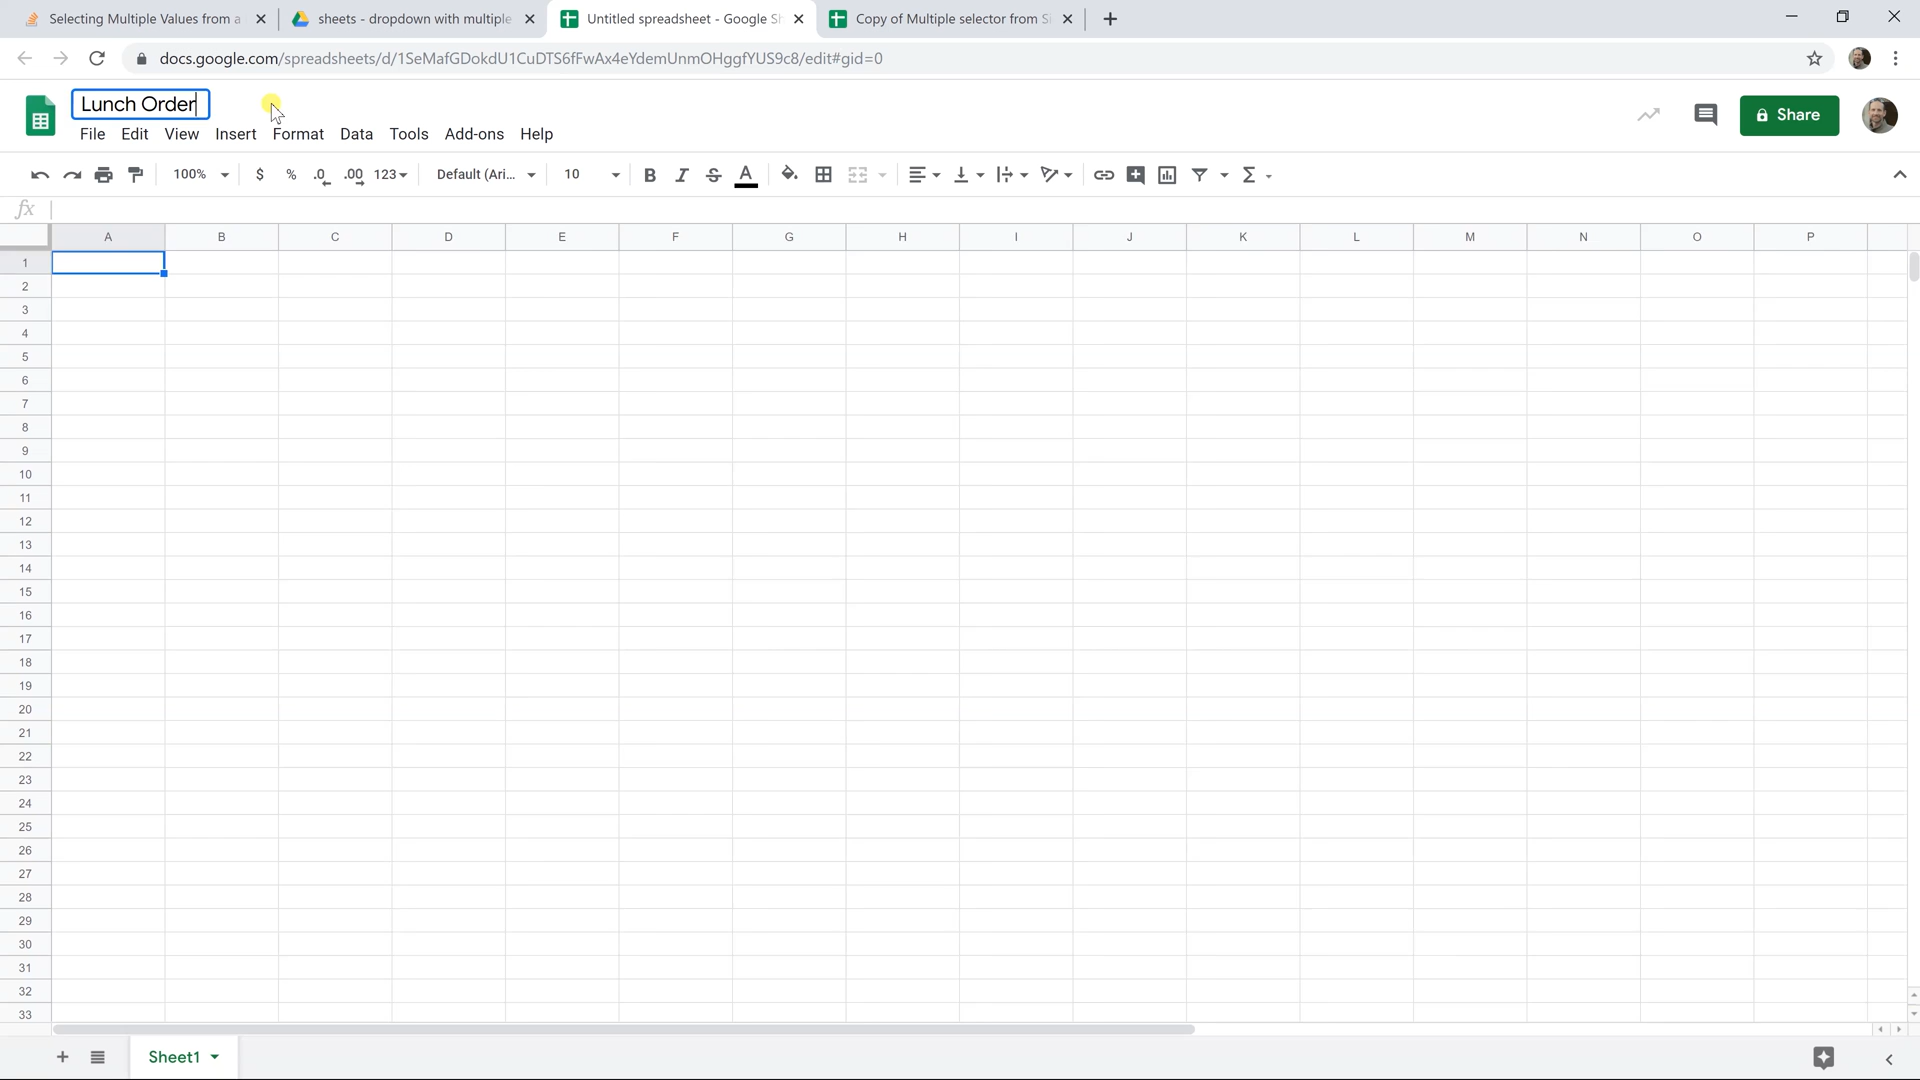 Selecting Multiple Values from a
sheets - dropdown with multiple
Untitled spreadsheet - Google Sh
Copy of Multiple selector from Si
docs.google.com/spreadsheets/d/1SeMafGDokdU1CuDTS6fFwAx4eYdemUnmOHggfYUS9c8/edit#gid=0
Lunch Order
Share
File Edit View Insert Format Data Tools Add-ons Help
100% $ % .0 .00 123 Default (Ari... 10 B I S A Σ
fx
A B C D E F G H I J K L M N O P
1
2
3
4
5
6
7
8
9
10
11
12
13
14
15
16
17
18
19
20
21
22
23
24
25
26
27
28
29
30
31
32
33
Sheet1